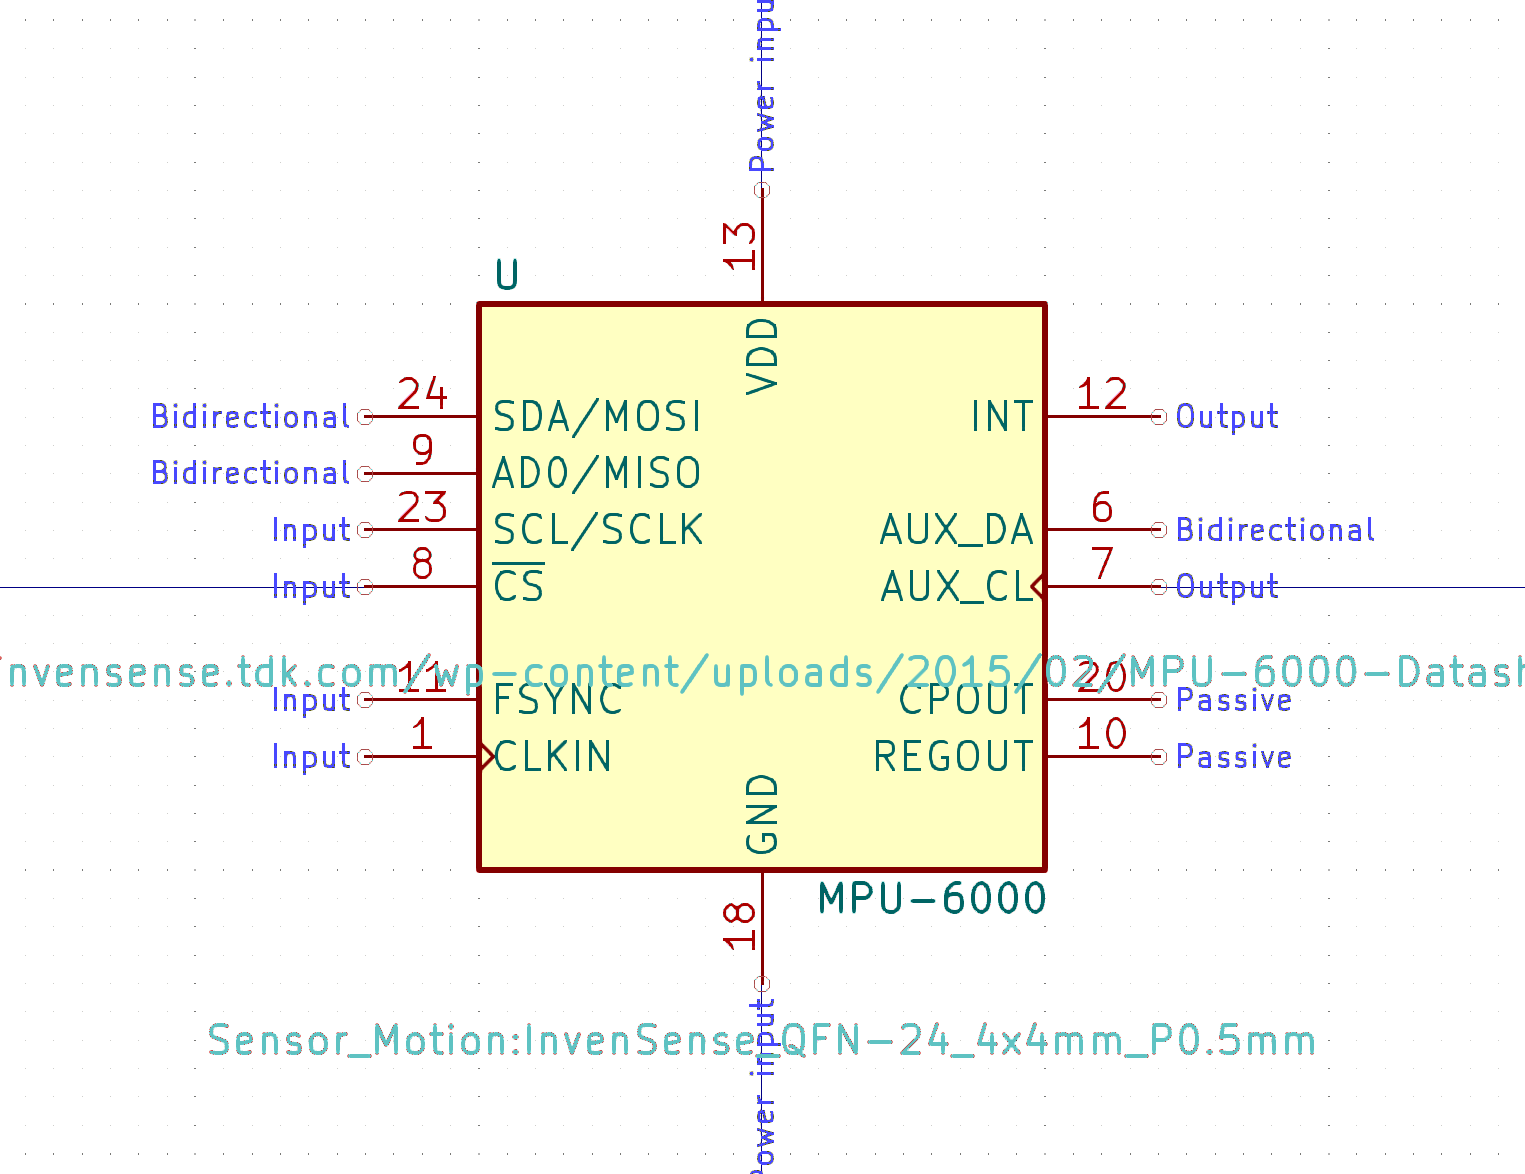 Power input
13
U
VDD
Bidirectional 24 SDA/MOSI INT 12 Output
Bidirectional 9 AD0/MISO
Input 23 SCL/SCLK AUX_DA 6 Bidirectional
Input 8 CS AUX_CL 7 Output
invensense.tdk.com/wp-content/uploads/2015/02/MPU-6000-Datash
Input 11 FSYNC CPOUT 20 Passive
Input 1 CLKIN REGOUT 10 Passive
GND
MPU-6000
18
Sensor_Motion:InvenSense_QFN-24_4x4mm_P0.5mm
Power input